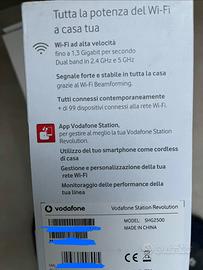 Tutta la potenza del Wi-Fi
a casa tua
Wi-Fi ad alta velocità
fino a 1,3 Gigabit per secondo
Dual band in 2.4 GHz e 5 GHz
Segnale forte e stabile in tutta la casa
grazie al Wi-Fi Beamforming.
Tutti connessi contemporaneamente
+ di 99 dispositivi connessi alla rete Wi-Fi.
App Vodafone Station,
per gestire al meglio la tua Vodafone Station Revolution.
Utilizzo del tuo smartphone come cordless
di casa
Gestione e personalizzazione della tua
rete Wi-Fi
Monitoraggio delle performance della tua
linea
vodafone
Vodafone Station Revolution
MODEL: SHG2500
MADE IN CHINA